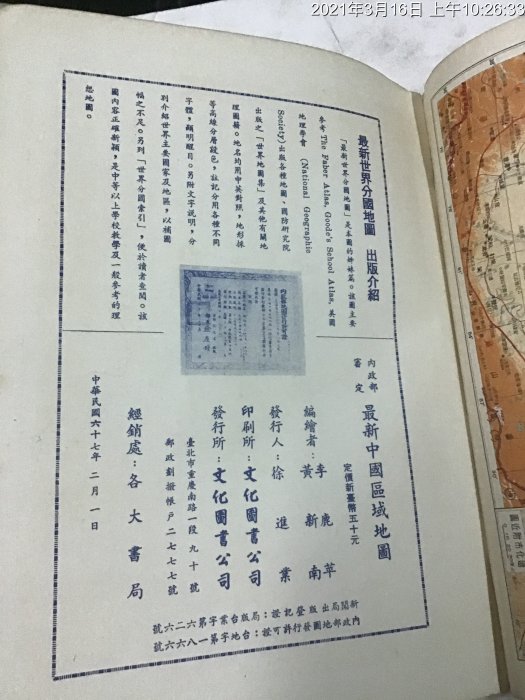 2021年3月16日 上午10:26:33
最新世界分國地圖 出版介紹
「最新世界分國地圖」是本圖的姊妹篇。該圖主要
參考 The Faber Atlas, Goode's School Atlas, 美國
地理學會 (National Geographic
Society) 出版各種地圖、國防研究院
出版之「世界地圖集」及其他有關地
理圖籍。地名均用中英對照，地形採
等高線分層設色，註記分用各種不同
字體，顯明醒目。另附文字說明，分
列介紹世界主要國家及地區，以補圖
幅之不足。另列「世界分國索引」，便於讀者查閱。該
圖內容正確新穎，是中等以上學校教學及一般參考的理
想地圖。
內政部
審定
最新中國區域地圖
定價新臺幣五十元
編繪者：李鹿苹
黃新南
發行人：徐進業
印刷所：文化圖書公司
發行所：文化圖書公司
臺北市重慶南路一段九十號
郵政劃撥帳戶二七七七號
經銷處：各大書局
中華民國六十七年二月一日
新聞局出版登記證：局版台業字第六二六號
內政部地圖發行許可證：台地字第一八六六號